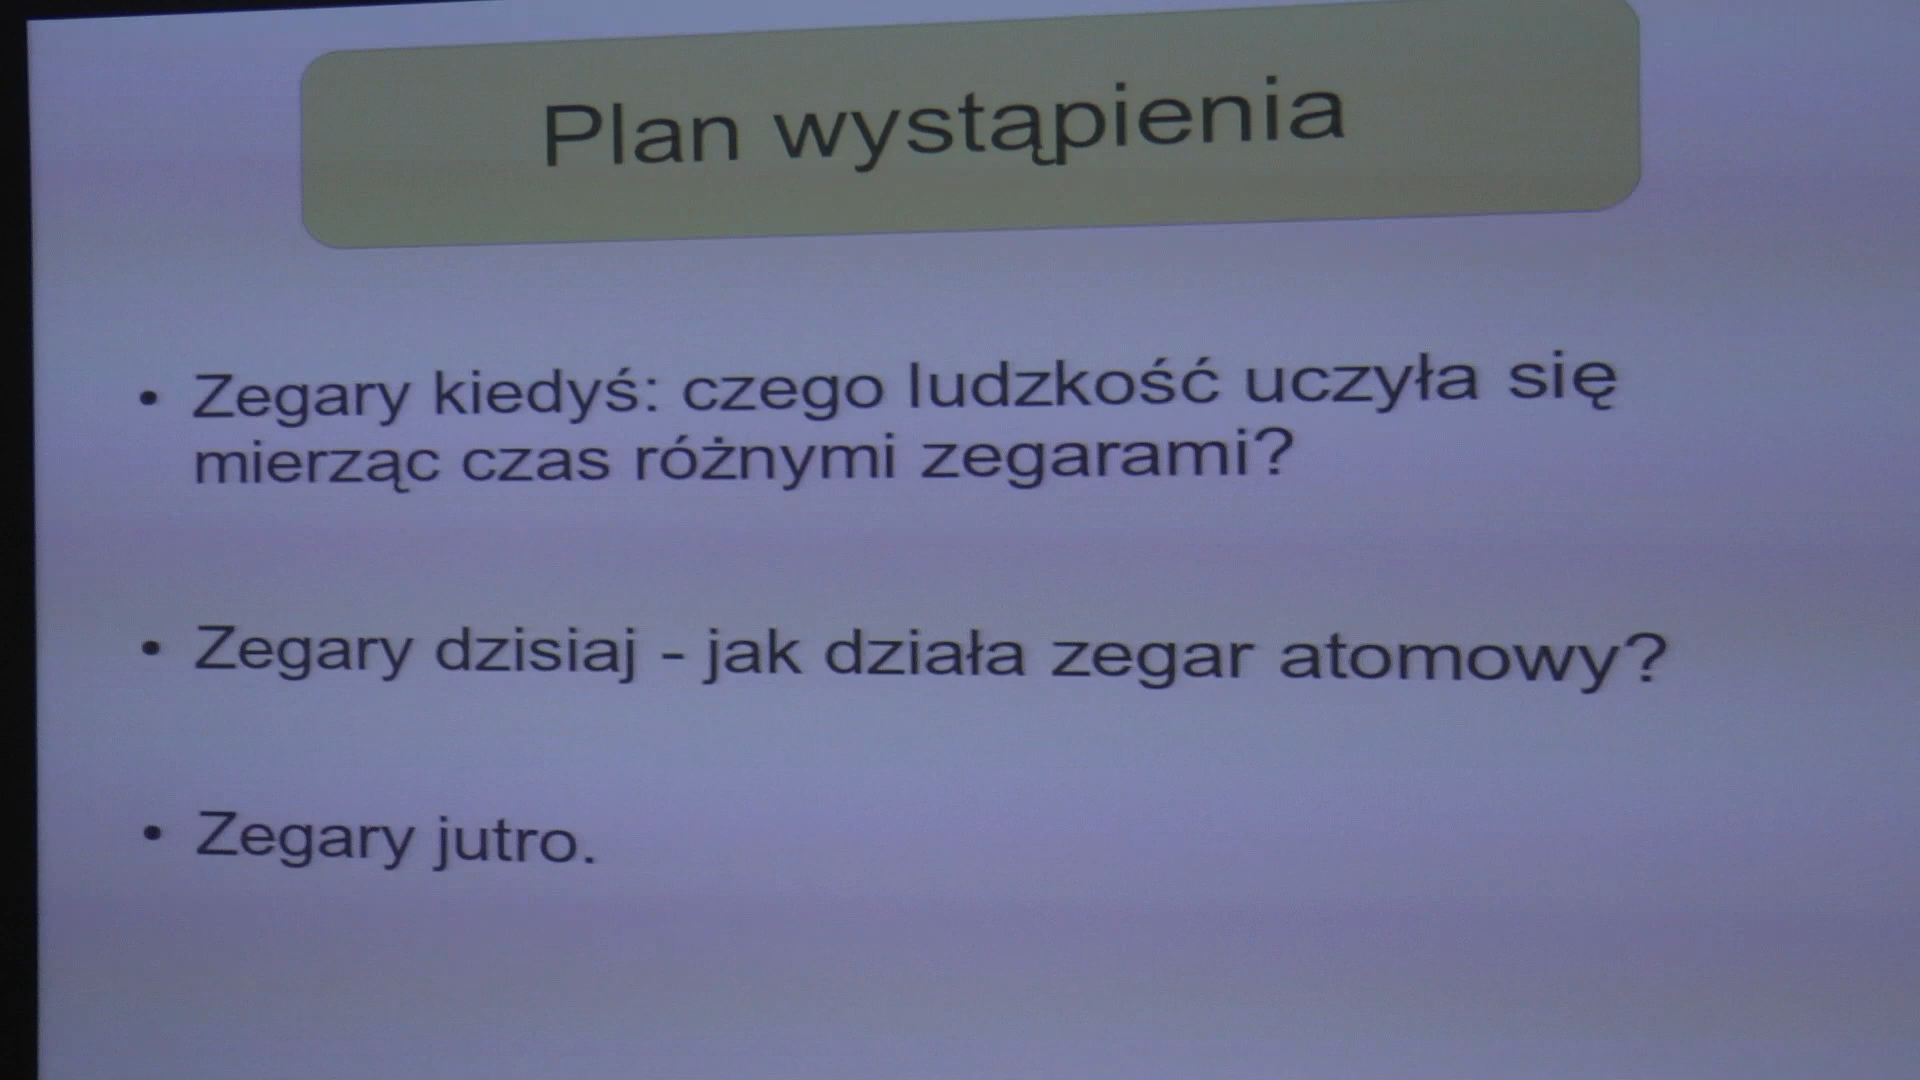 Plan wystąpienia
• Zegary kiedyś: czego ludzkość uczyła się
mierząc czas różnymi zegarami?
• Zegary dzisiaj - jak działa zegar atomowy?
• Zegary jutro.